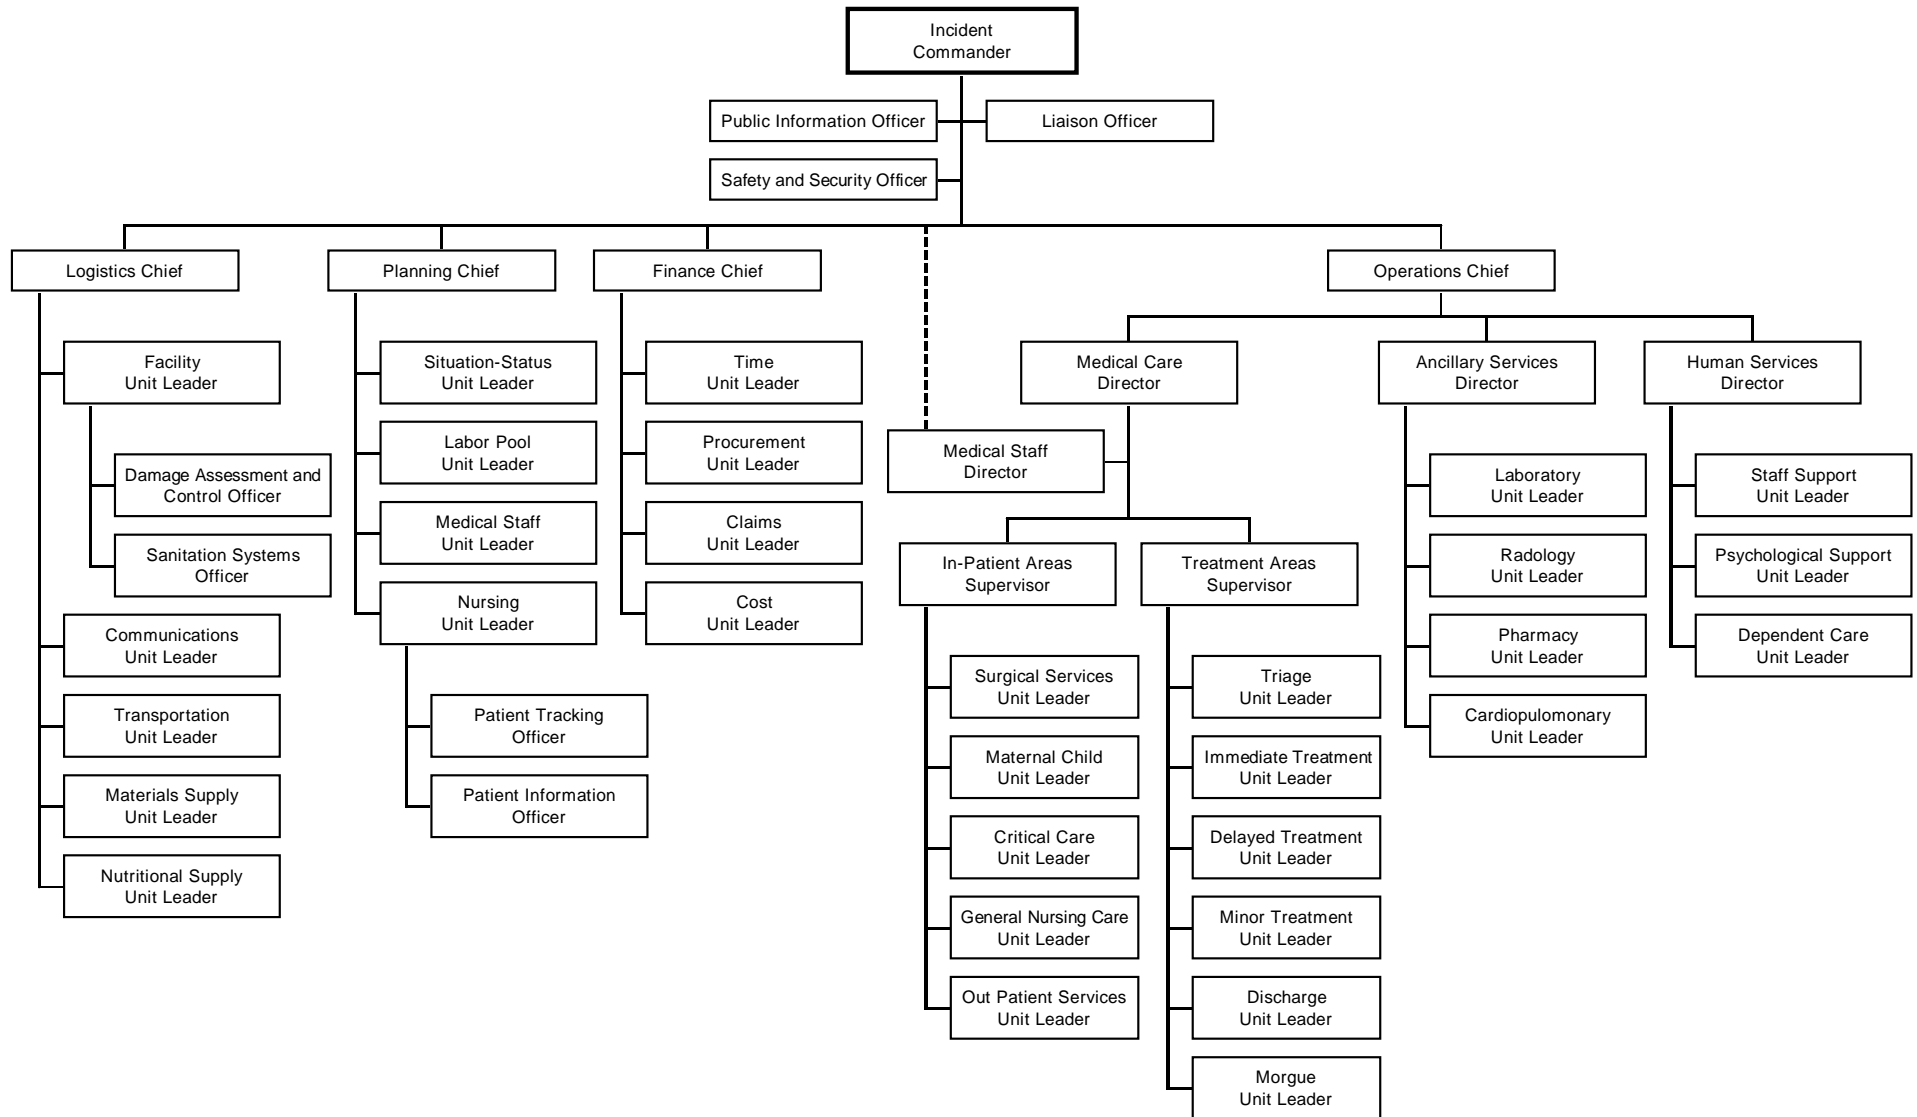 Incident
Commander
Public Information Officer
Liaison Officer
Safety and Security Officer
Logistics Chief
Planning Chief
Finance Chief
Operations Chief
Facility
Unit Leader
Damage Assessment and
Control Officer
Sanitation Systems
Officer
Communications
Unit Leader
Transportation
Unit Leader
Materials Supply
Unit Leader
Nutritional Supply
Unit Leader
Situation-Status
Unit Leader
Labor Pool
Unit Leader
Medical Staff
Unit Leader
Nursing
Unit Leader
Patient Tracking
Officer
Patient Information
Officer
Time
Unit Leader
Procurement
Unit Leader
Claims
Unit Leader
Cost
Unit Leader
Medical Care
Director
Medical Staff
Director
In-Patient Areas
Supervisor
Surgical Services
Unit Leader
Maternal Child
Unit Leader
Critical Care
Unit Leader
General Nursing Care
Unit Leader
Out Patient Services
Unit Leader
Treatment Areas
Supervisor
Triage
Unit Leader
Immediate Treatment
Unit Leader
Delayed Treatment
Unit Leader
Minor Treatment
Unit Leader
Discharge
Unit Leader
Morgue
Unit Leader
Ancillary Services
Director
Laboratory
Unit Leader
Radology
Unit Leader
Pharmacy
Unit Leader
Cardiopulomonary
Unit Leader
Human Services
Director
Staff Support
Unit Leader
Psychological Support
Unit Leader
Dependent Care
Unit Leader